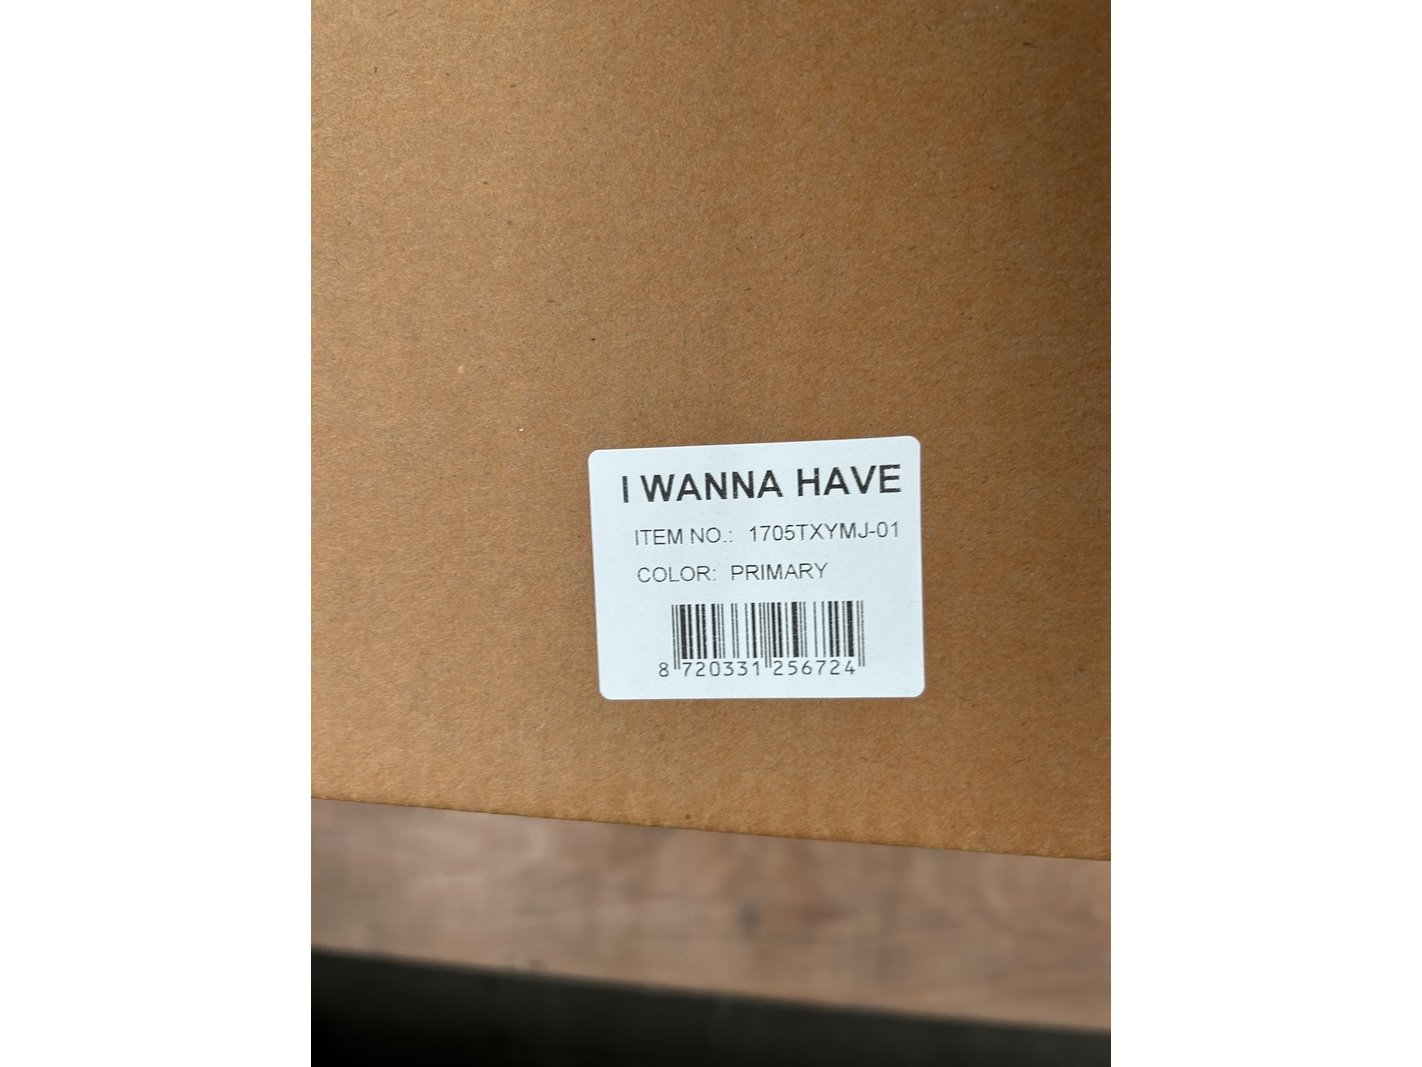 I WANNA HAVE
ITEM NO.: 1705TXYMJ-01
COLOR: PRIMARY
8 720331 256724